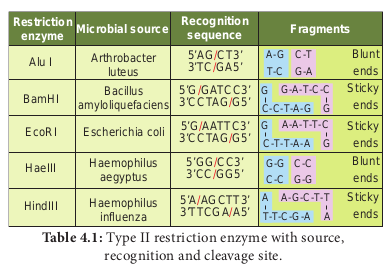 Restriction enzyme Microbial source Recognition sequence Fragments
Alu I Arthrobacter luteus 5'AG/CT3' A-G C-T Blunt
3'TC/GA5' T-C G-A ends
BamHI Bacillus amyloliquefaciens 5'G/GATCC3' G G-A-T-C-C Sticky
3'CCTAG/G5' C-C-T-A-G G ends
EcoRI Escherichia coli 5'G/AATTC3' G A-A-T-T-C Sticky
3'CCTAG/G5' C-T-T-A-A G ends
HaeIII Haemophilus aegyptus 5'GG/CC3' G-G C-C Blunt
3'CC/GG5' C-C G-G ends
HindIII Haemophilus influenza 5'A/AGCTT3' A A-G-C-T-T Sticky
3'TTCGA/A5' T-T-C-G-A A ends
Table 4.1: Type II restriction enzyme with source,
recognition and cleavage site.